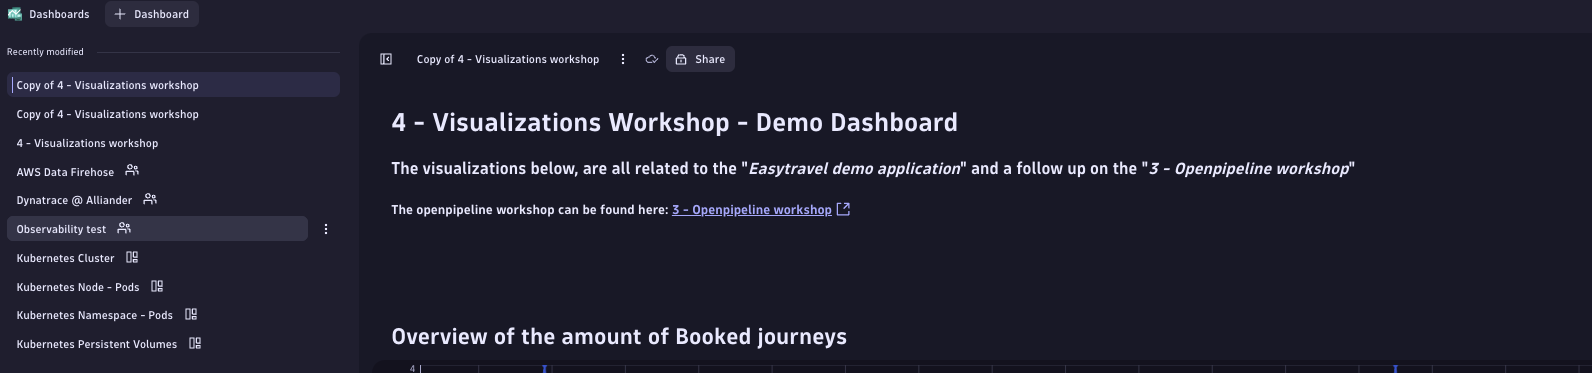 Dashboards
Dashboard
Recently modified
Copy of 4 - Visualizations workshop
Copy of 4 - Visualizations workshop
4 - Visualizations workshop
AWS Data Firehose
Dynatrace @ Alliander
Observability test
Kubernetes Cluster
Kubernetes Node - Pods
Kubernetes Namespace - Pods
Kubernetes Persistent Volumes
Copy of 4 - Visualizations workshop
Share
4 - Visualizations Workshop - Demo Dashboard
The visualizations below, are all related to the "Easytravel demo application" and a follow up on the "3 - Openpipeline workshop"
The openpipeline workshop can be found here: 3 - Openpipeline workshop
Overview of the amount of Booked journeys
4